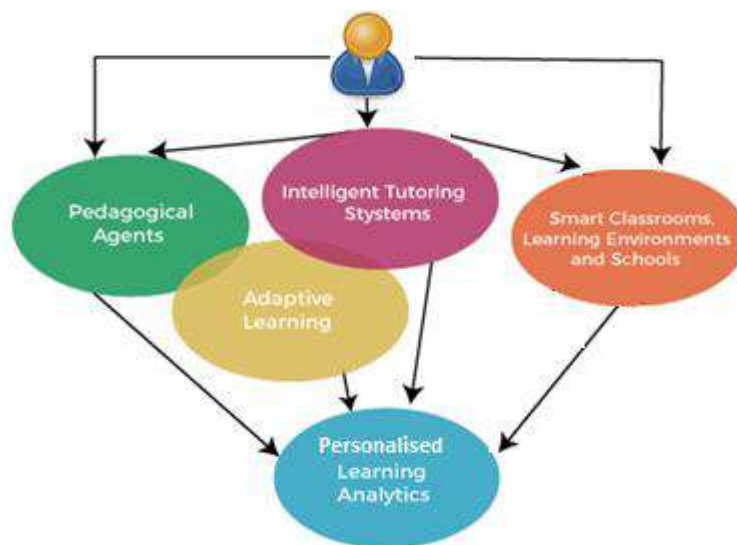 Pedagogical
Agents
Intelligent Tutoring
Stystems
Smart Classrooms,
Learning Environments
and Schools
Adaptive
Learning
Personalised
Learning
Analytics